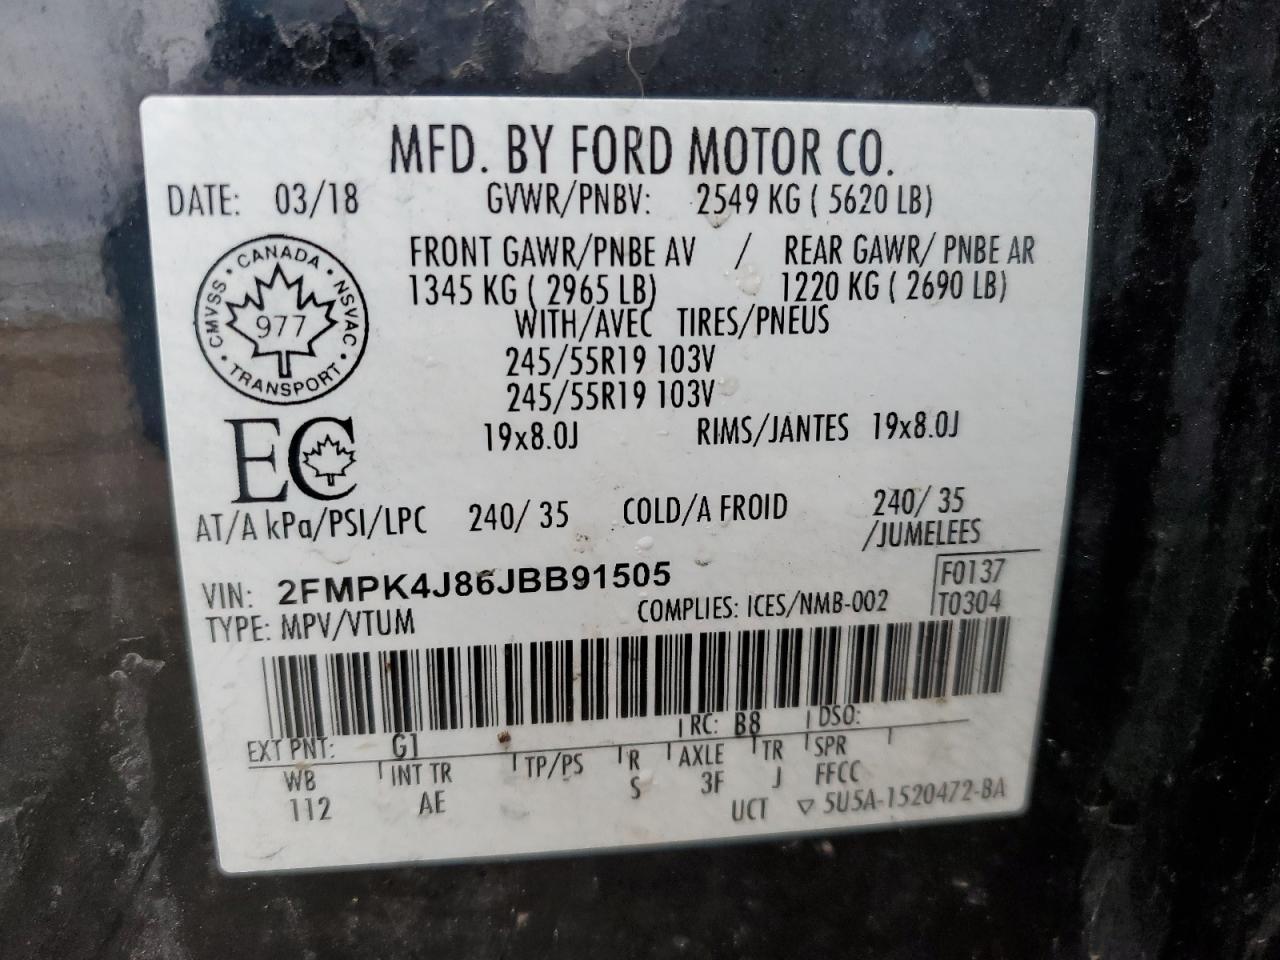 MFD. BY FORD MOTOR CO.
DATE: 03/18 GVWR/PNBV: 2549 KG ( 5620 LB)
FRONT GAWR/PNBE AV / REAR GAWR/ PNBE AR
1345 KG ( 2965 LB) 1220 KG ( 2690 LB)
WITH/AVEC TIRES/PNEUS
245/55R19 103V
245/55R19 103V
19x8.0J RIMS/JANTES 19x8.0J
CMVSS • CANADA • NSVAC • TRANSPORT •
977
EC
AT/A kPa/PSI/LPC 240/ 35 COLD/A FROID 240/ 35
/JUMELEES
VIN: 2FMPK4J86JBB91505 F0137
TYPE: MPV/VTUM COMPLIES: ICES/NMB-002 T0304
EXT PNT: G1 RC: B8 DSO:
WB INT TR TP/PS R AXLE TR SPR
112 AE S 3F J FFCC
UCT ▽ 5U5A-1520472-BA